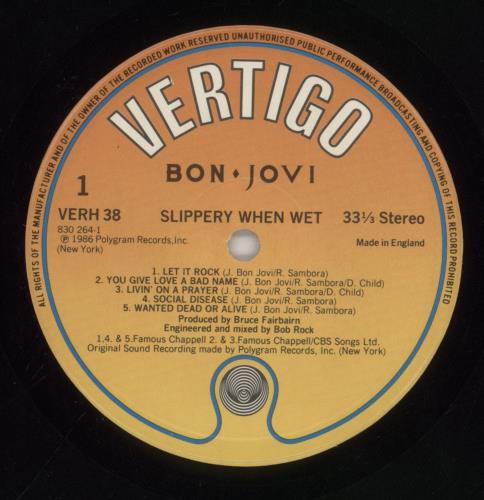 ALL RIGHTS OF THE MANUFACTURER AND OF THE OWNER OF THE RECORDED WORK RESERVED UNAUTHORISED PUBLIC PERFORMANCE BROADCASTING AND COPYING OF THIS RECORD PROHIBITED
VERTIGO
BON • JOVI
1
VERH 38 SLIPPERY WHEN WET 33⅓ Stereo
830 264-1
℗ 1986 Polygram Records, Inc.
(New York)
Made in England
1. LET IT ROCK (J. Bon Jovi/R. Sambora)
2. YOU GIVE LOVE A BAD NAME (J. Bon Jovi/R. Sambora/D. Child)
3. LIVIN' ON A PRAYER (J. Bon Jovi/R. Sambora/D. Child)
4. SOCIAL DISEASE (J. Bon Jovi/R. Sambora)
5. WANTED DEAD OR ALIVE (J. Bon Jovi/R. Sambora)
Produced by Bruce Fairbairn
Engineered and mixed by Bob Rock
1.4. & 5.Famous Chappell 2. & 3.Famous Chappell/CBS Songs Ltd.
Original Sound Recording made by Polygram Records, Inc. (New York)